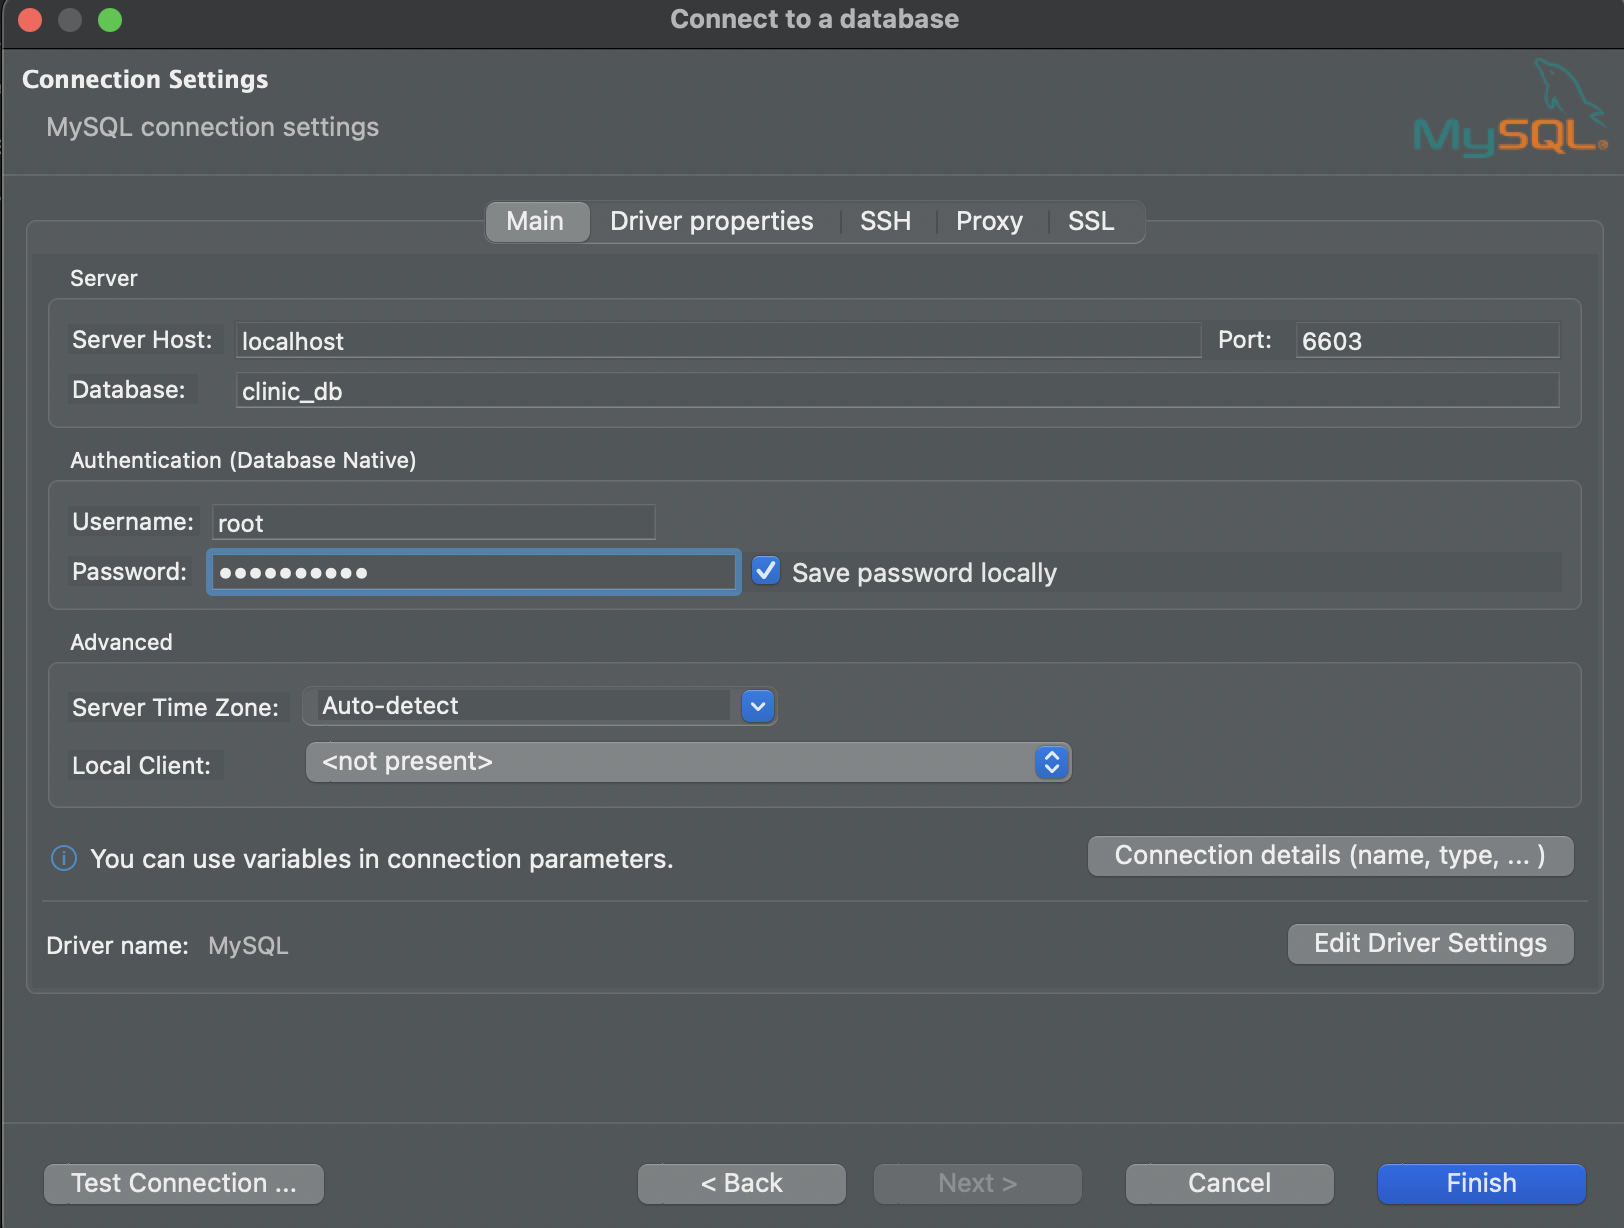 Connect to a database
Connection Settings
MySQL connection settings
MySQL®
Main Driver properties SSH Proxy SSL
Server
Server Host: localhost Port: 6603
Database: clinic_db
Authentication (Database Native)
Username: root
Password: ●●●●●●●●●● Save password locally
Advanced
Server Time Zone: Auto-detect
Local Client: <not present>
You can use variables in connection parameters. Connection details (name, type, ... )
Driver name: MySQL Edit Driver Settings
Test Connection ... < Back Next > Cancel Finish